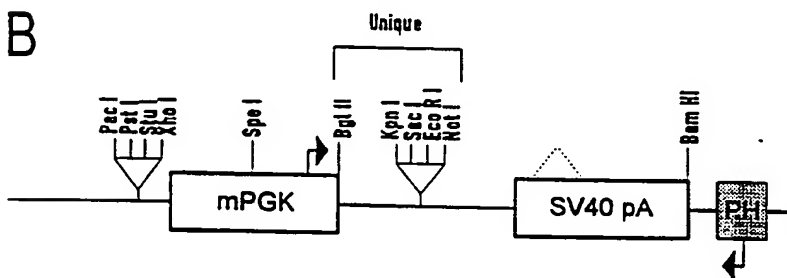 B
Unique
Pac I
Pst I
Stu I
Xho I
Spe I
Bgl II
Kpn I
Sac I
Eco RI
Not I
Bam HI
mPGK
SV40 pA
PH